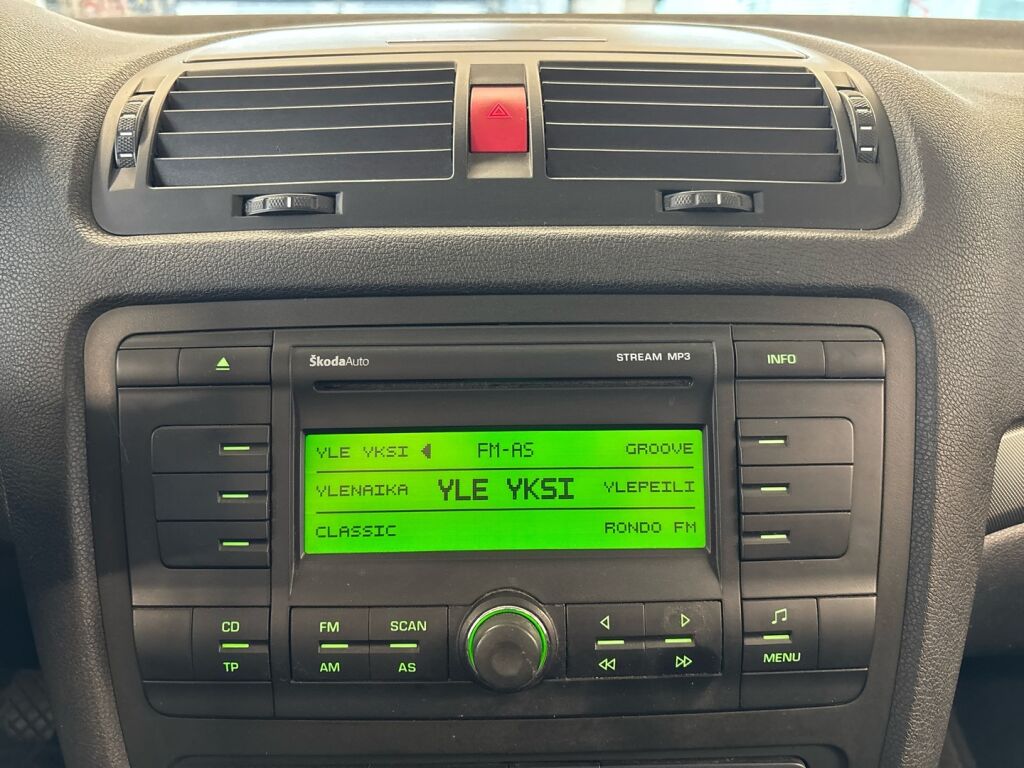 ŠkodaAuto
STREAM MP3
INFO
YLE YKSI FM-AS GROOVE
YLENAIKA YLE YKSI YLEPEILI
CLASSIC RONDO FM
CD
TP
FM
AM
SCAN
AS
MENU